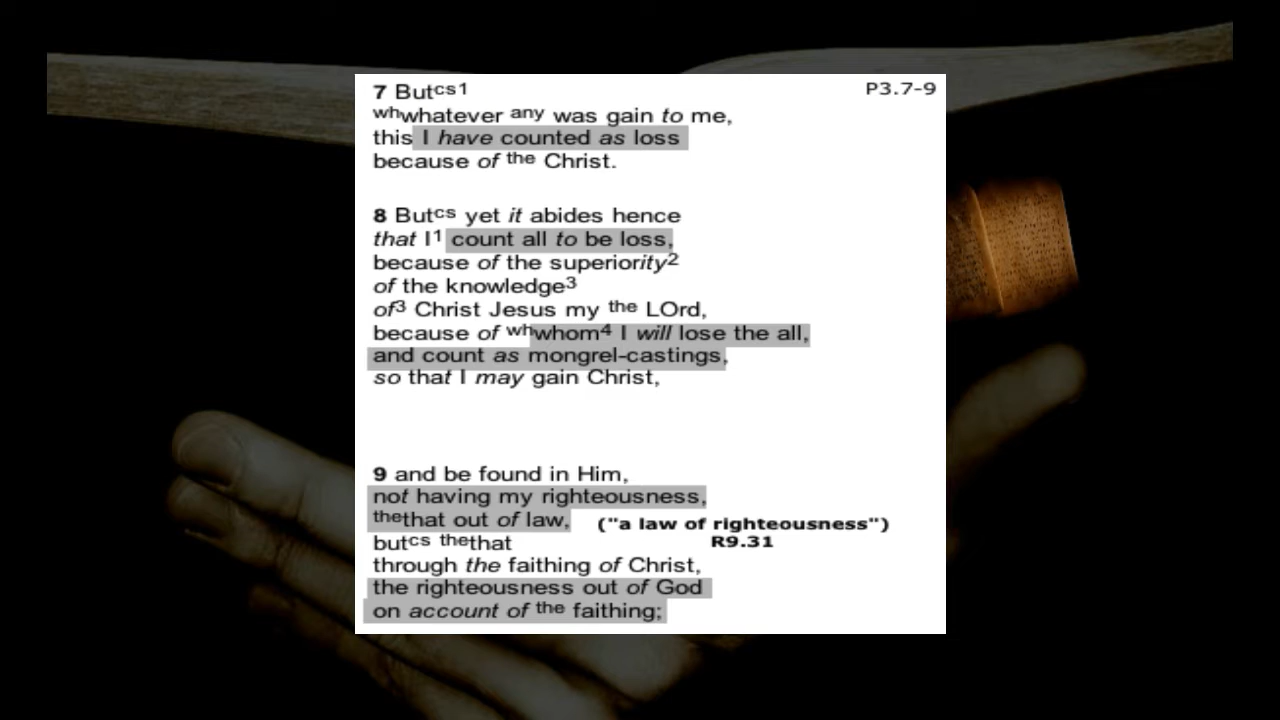 7 Butcs1 P3.7-9
whwhatever any was gain to me,
this I have counted as loss
because of the Christ.
8 Butcs yet it abides hence
that I1 count all to be loss,
because of the superiority2
of the knowledge3
of3 Christ Jesus my the LOrd,
because of whwhom4 I will lose the all,
and count as mongrel-castings,
so that I may gain Christ,
9 and be found in Him,
not having my righteousness,
thethat out of law, ("a law of righteousness")
butcs thethat R9.31
through the faithing of Christ,
the righteousness out of God
on account of the faithing;